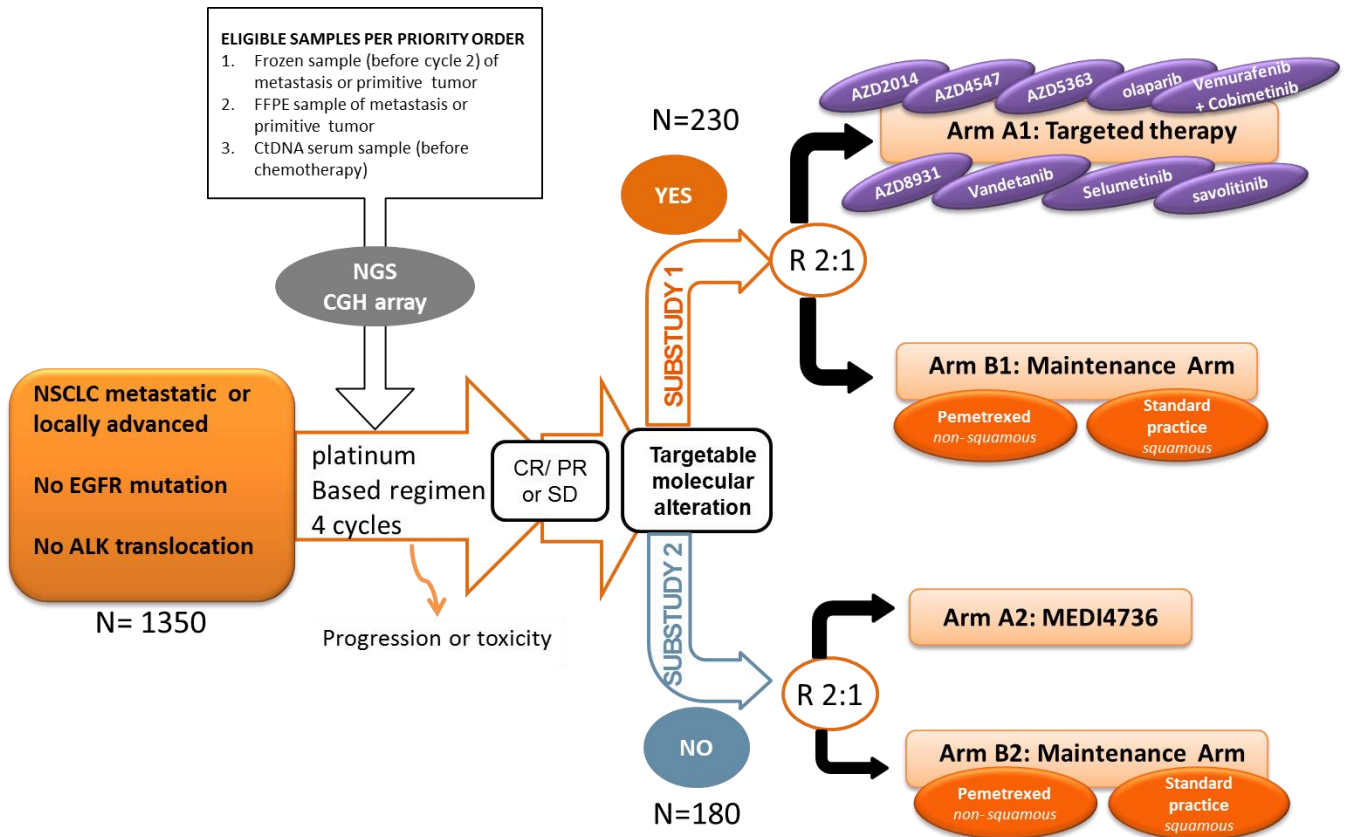 ELIGIBLE SAMPLES PER PRIORITY ORDER
1. Frozen sample (before cycle 2) of
metastasis or primitive tumor
2. FFPE sample of metastasis or
primitive tumor
3. CtDNA serum sample (before
chemotherapy)
NGS
CGH array
NSCLC metastatic or
locally advanced
No EGFR mutation
No ALK translocation
N= 1350
platinum
Based regimen
4 cycles
Progression or toxicity
CR/ PR
or SD
Targetable
molecular
alteration
N=230
YES
SUBSTUDY 1
R 2:1
AZD2014
AZD4547
AZD5363
olaparib
Vemurafenib
+ Cobimetinib
Arm A1: Targeted therapy
AZD8931
Vandetanib
Selumetinib
savolitinib
Arm B1: Maintenance Arm
Pemetrexed
non- squamous
Standard
practice
squamous
SUBSTUDY 2
NO
N=180
R 2:1
Arm A2: MEDI4736
Arm B2: Maintenance Arm
Pemetrexed
non- squamous
Standard
practice
squamous